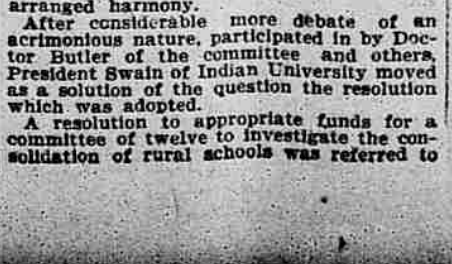 arranged harmony.
After considerable more debate of an
acrimonious nature, participated in by Doc-
tor Butler of the committee and others,
President Swain of Indian University moved
as a solution of the question the resolution
which was adopted.
A resolution to appropriate funds for a
committee of twelve to investigate the con-
solidation of rural schools was referred to